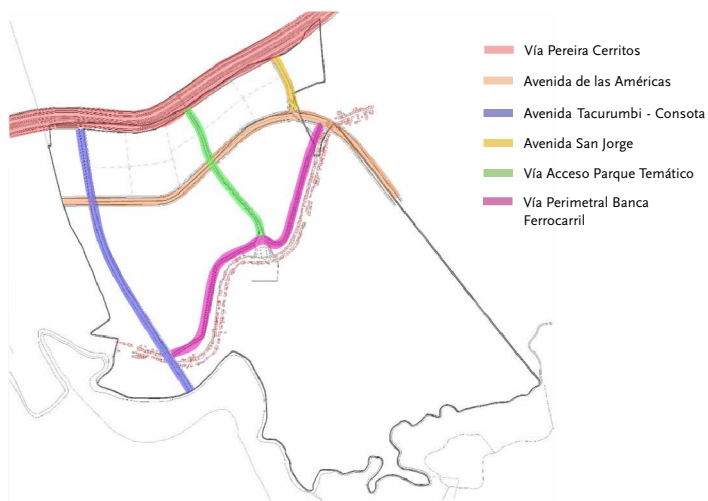 Vía Pereira Cerritos
Avenida de las Américas
Avenida Tacurumbi - Consota
Avenida San Jorge
Vía Acceso Parque Temático
Vía Perimetral Banca
Ferrocarril